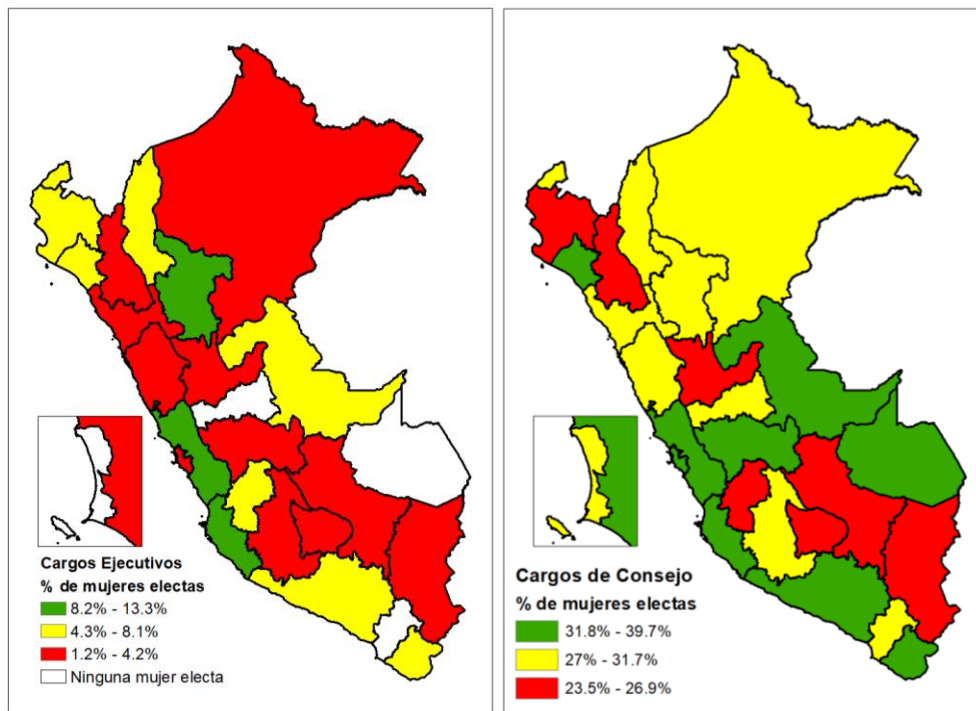 Cargos Ejecutivos
% de mujeres electas
8.2% - 13.3%
4.3% - 8.1%
1.2% - 4.2%
Ninguna mujer electa
Cargos de Consejo
% de mujeres electas
31.8% - 39.7%
27% - 31.7%
23.5% - 26.9%